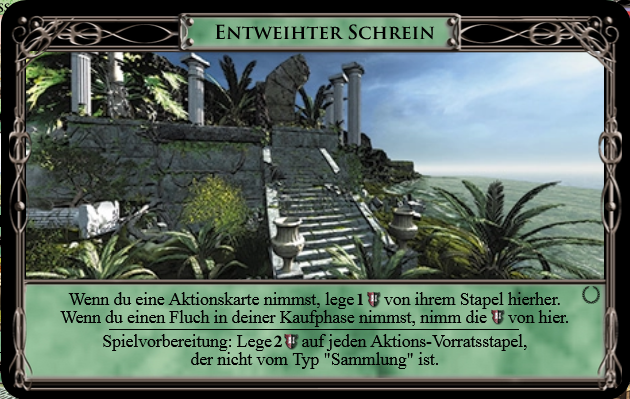 Entweihter Schrein
Wenn du eine Aktionskarte nimmst, lege 1 von ihrem Stapel hierher.
Wenn du einen Fluch in deiner Kaufphase nimmst, nimm die von hier.
Spielvorbereitung: Lege 2 auf jeden Aktions-Vorratsstapel,
der nicht vom Typ "Sammlung" ist.